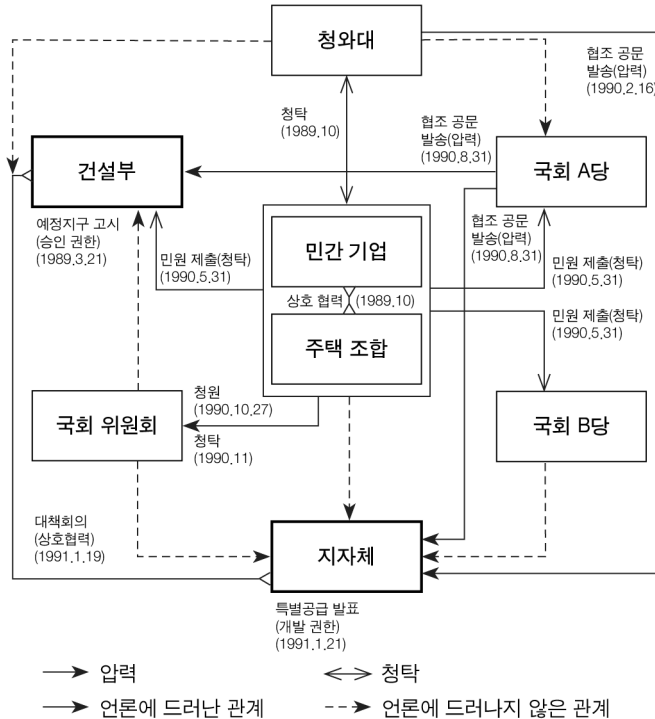 청와대
협조 공문
발송(압력)
(1990.2.16)
청탁
(1989.10)
협조 공문
발송(압력)
(1990.8.31)
건설부
국회 A당
예정지구 고시
(승인 권한)
(1989.3.21)
민원 제출(청탁)
(1990.5.31)
민간 기업
상호 협력 (1989.10)
주택 조합
협조 공문
발송(압력)
(1990.8.31)
민원 제출(청탁)
(1990.5.31)
민원 제출(청탁)
(1990.5.31)
국회 위원회
청원
(1990.10.27)
청탁
(1990.11)
국회 B당
대책회의
(상호협력)
(1991.1.19)
지자체
특별공급 발표
(개발 권한)
(1991.1.21)
압력
청탁
언론에 드러난 관계
언론에 드러나지 않은 관계